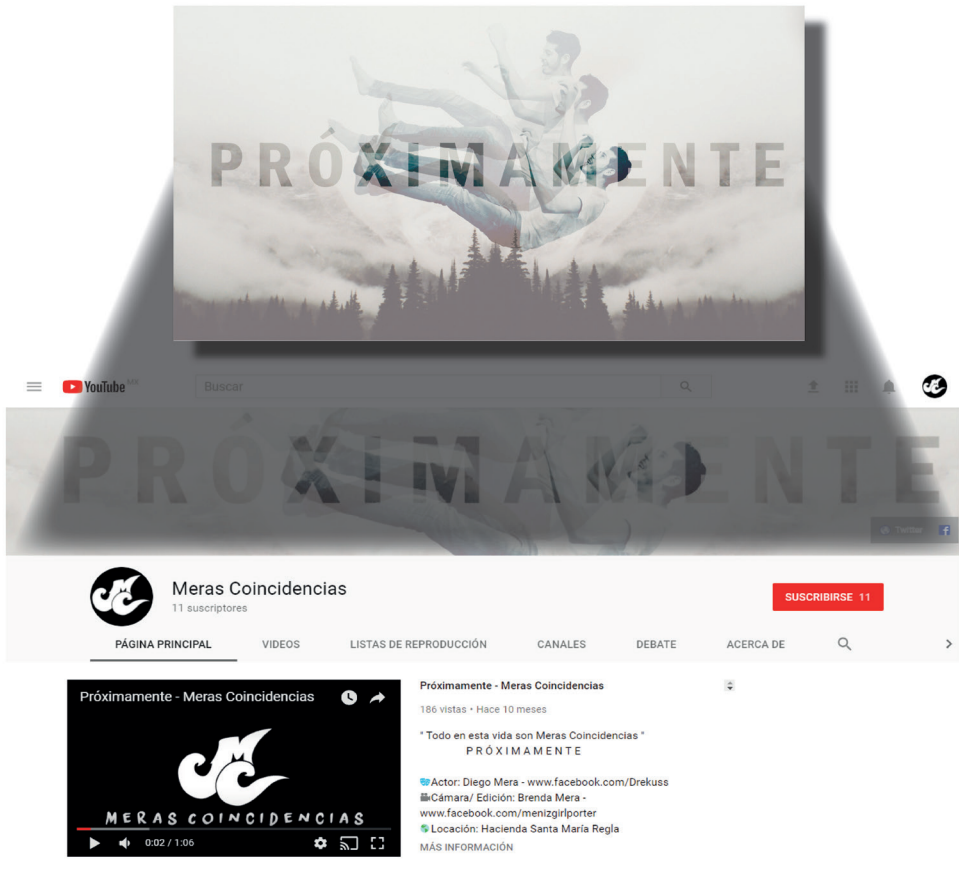 PRÓXIMAMENTE
YouTube MX
Buscar
PRÓXIMAMENTE
Twitter
Meras Coincidencias
11 suscriptores
SUSCRIBIRSE 11
PÁGINA PRINCIPAL VIDEOS LISTAS DE REPRODUCCIÓN CANALES DEBATE ACERCA DE
Próximamente - Meras Coincidencias
MC
MERAS COINCIDENCIAS
0:02 / 1:06
Próximamente - Meras Coincidencias
186 vistas • Hace 10 meses
" Todo en esta vida son Meras Coincidencias "
P R Ó X I M A M E N T E
Actor: Diego Mera - www.facebook.com/Drekuss
Cámara/ Edición: Brenda Mera -
www.facebook.com/menizgirlporter
Locación: Hacienda Santa María Regla
MÁS INFORMACIÓN